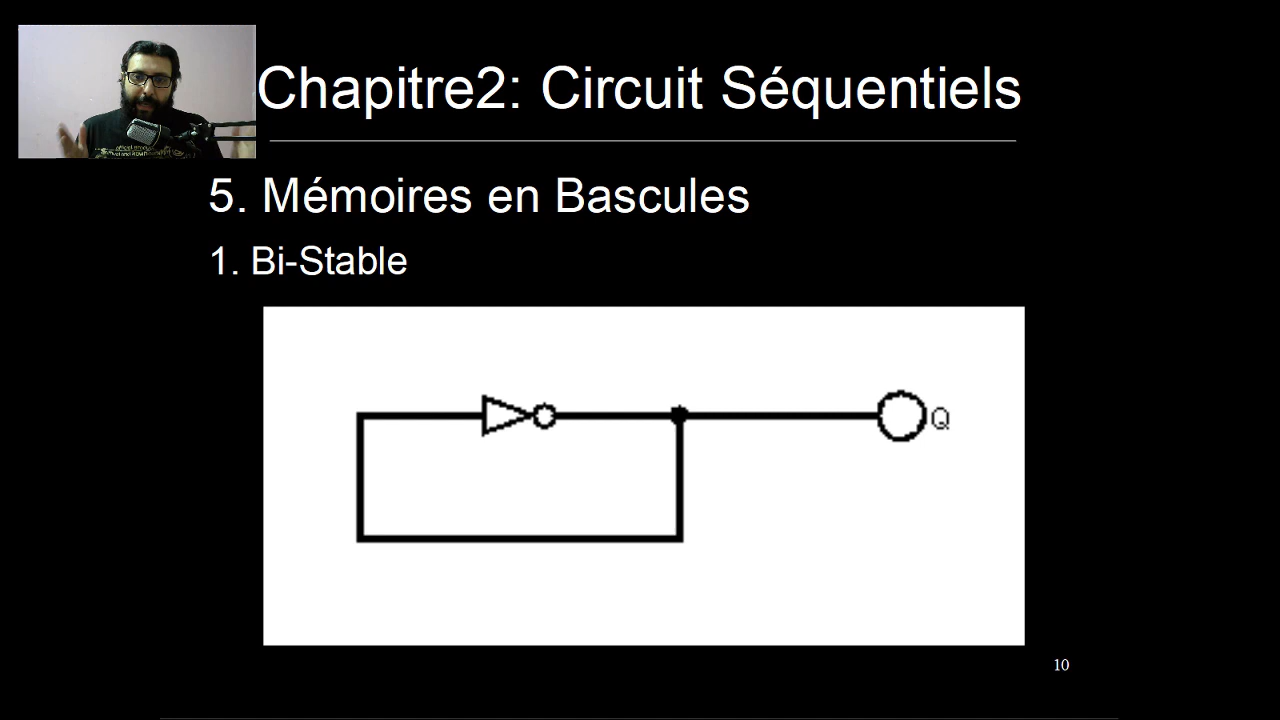 Chapitre2: Circuit Séquentiels
5. Mémoires en Bascules
1. Bi-Stable
Q
10